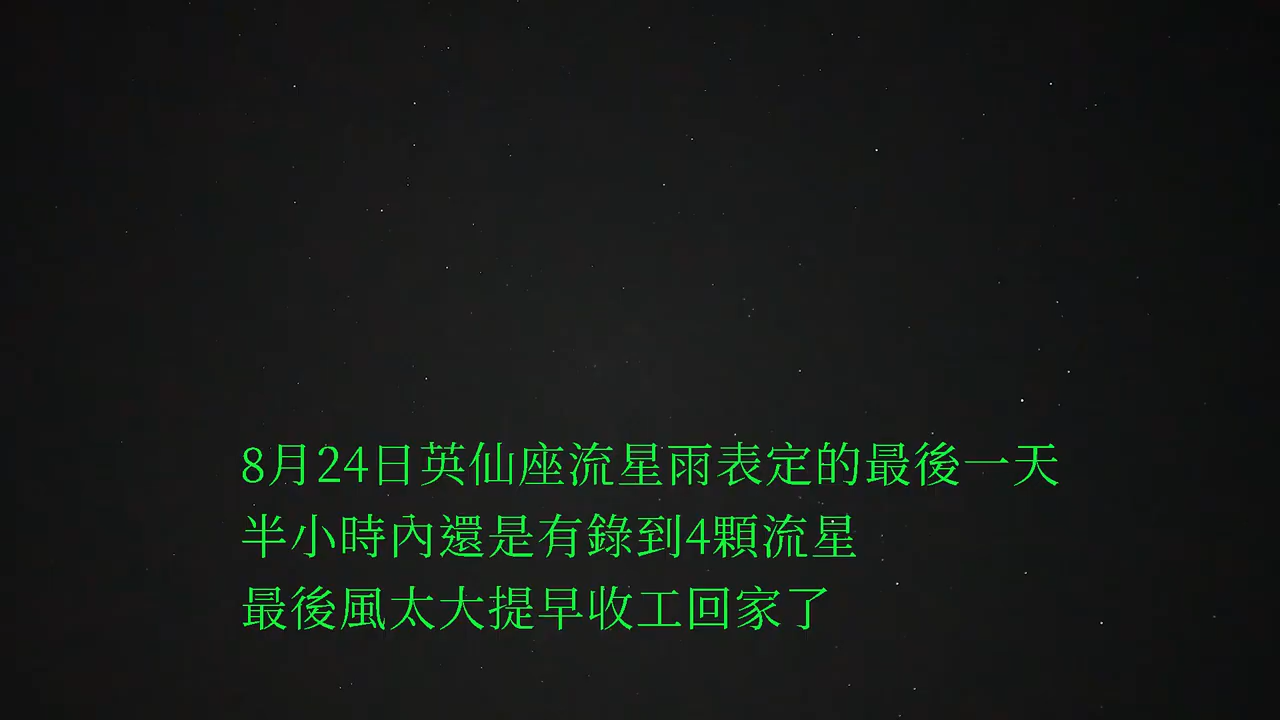 8月24日英仙座流星雨表定的最後一天
半小時內還是有錄到4顆流星
最後風太大提早收工回家了